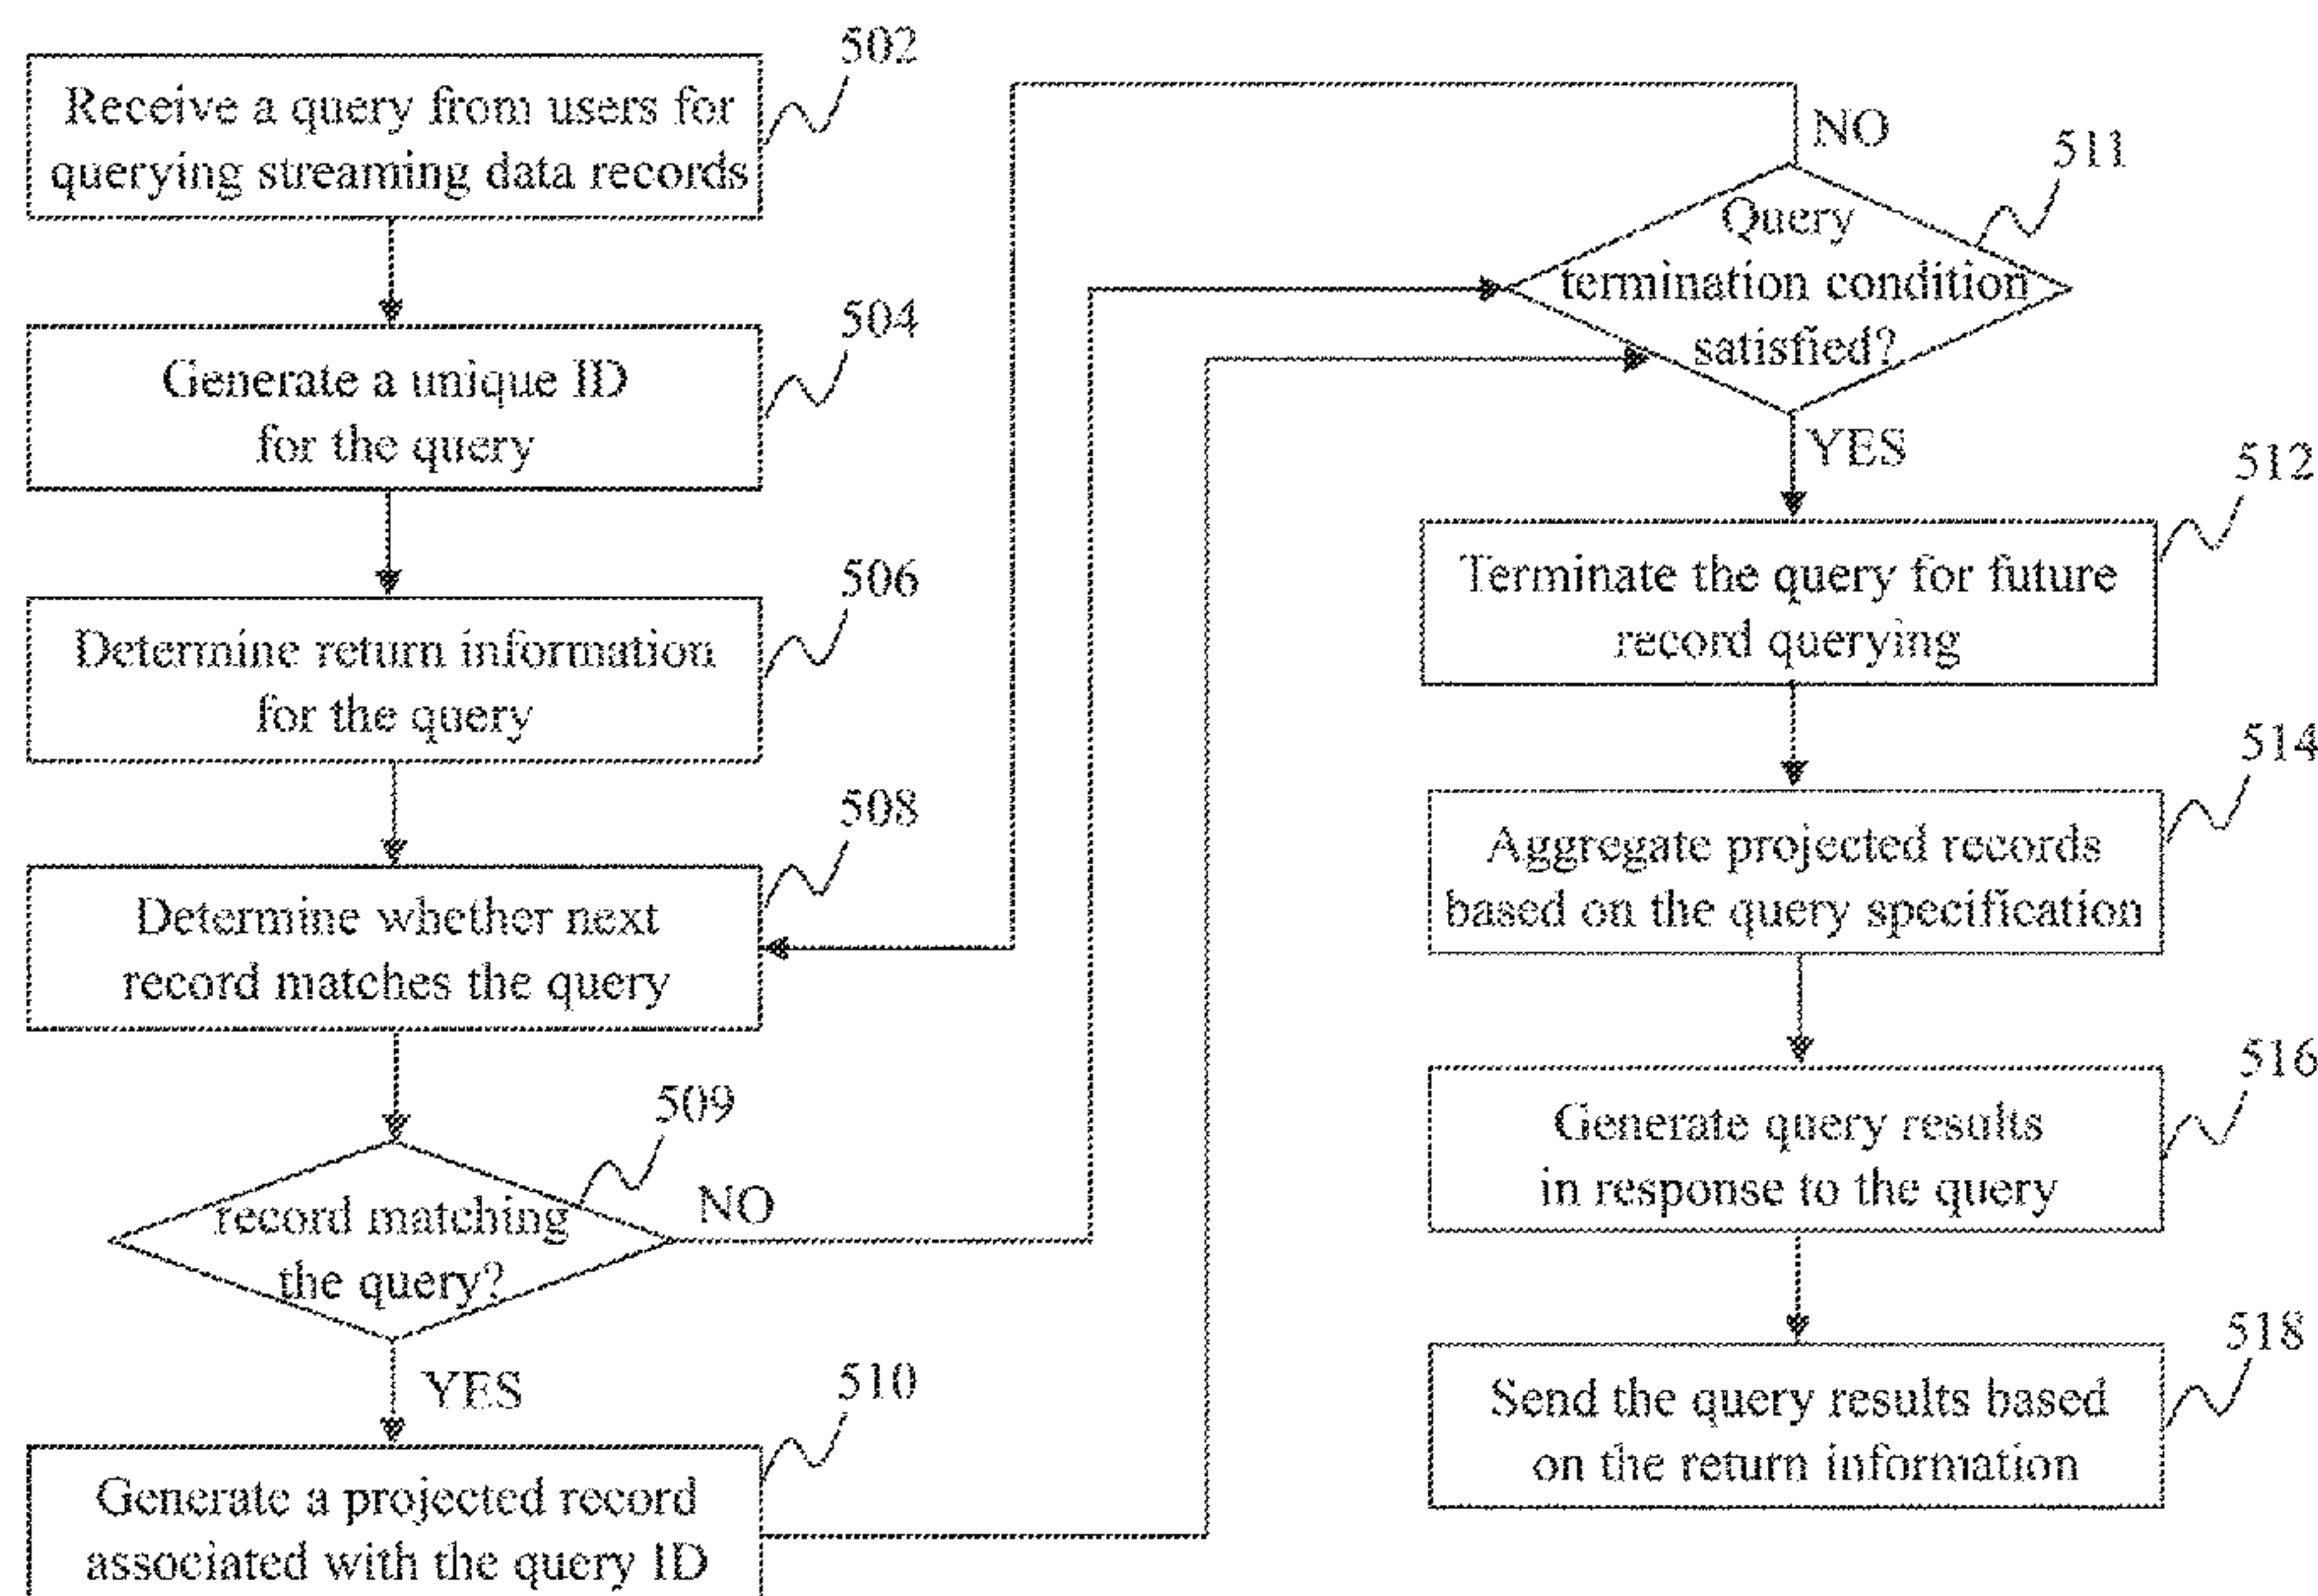 502
Receive a query from users for
querying streaming data records
504
Generate a unique ID
for the query
506
Determine return information
for the query
508
Determine whether next
record matches the query
509
record matching
the query?
NO
YES
510
Generate a projected record
associated with the query ID
NO
511
Query
termination condition
satisfied?
YES
512
Terminate the query for future
record querying
514
Aggregate projected records
based on the query specification
516
Generate query results
in response to the query
518
Send the query results based
on the return information